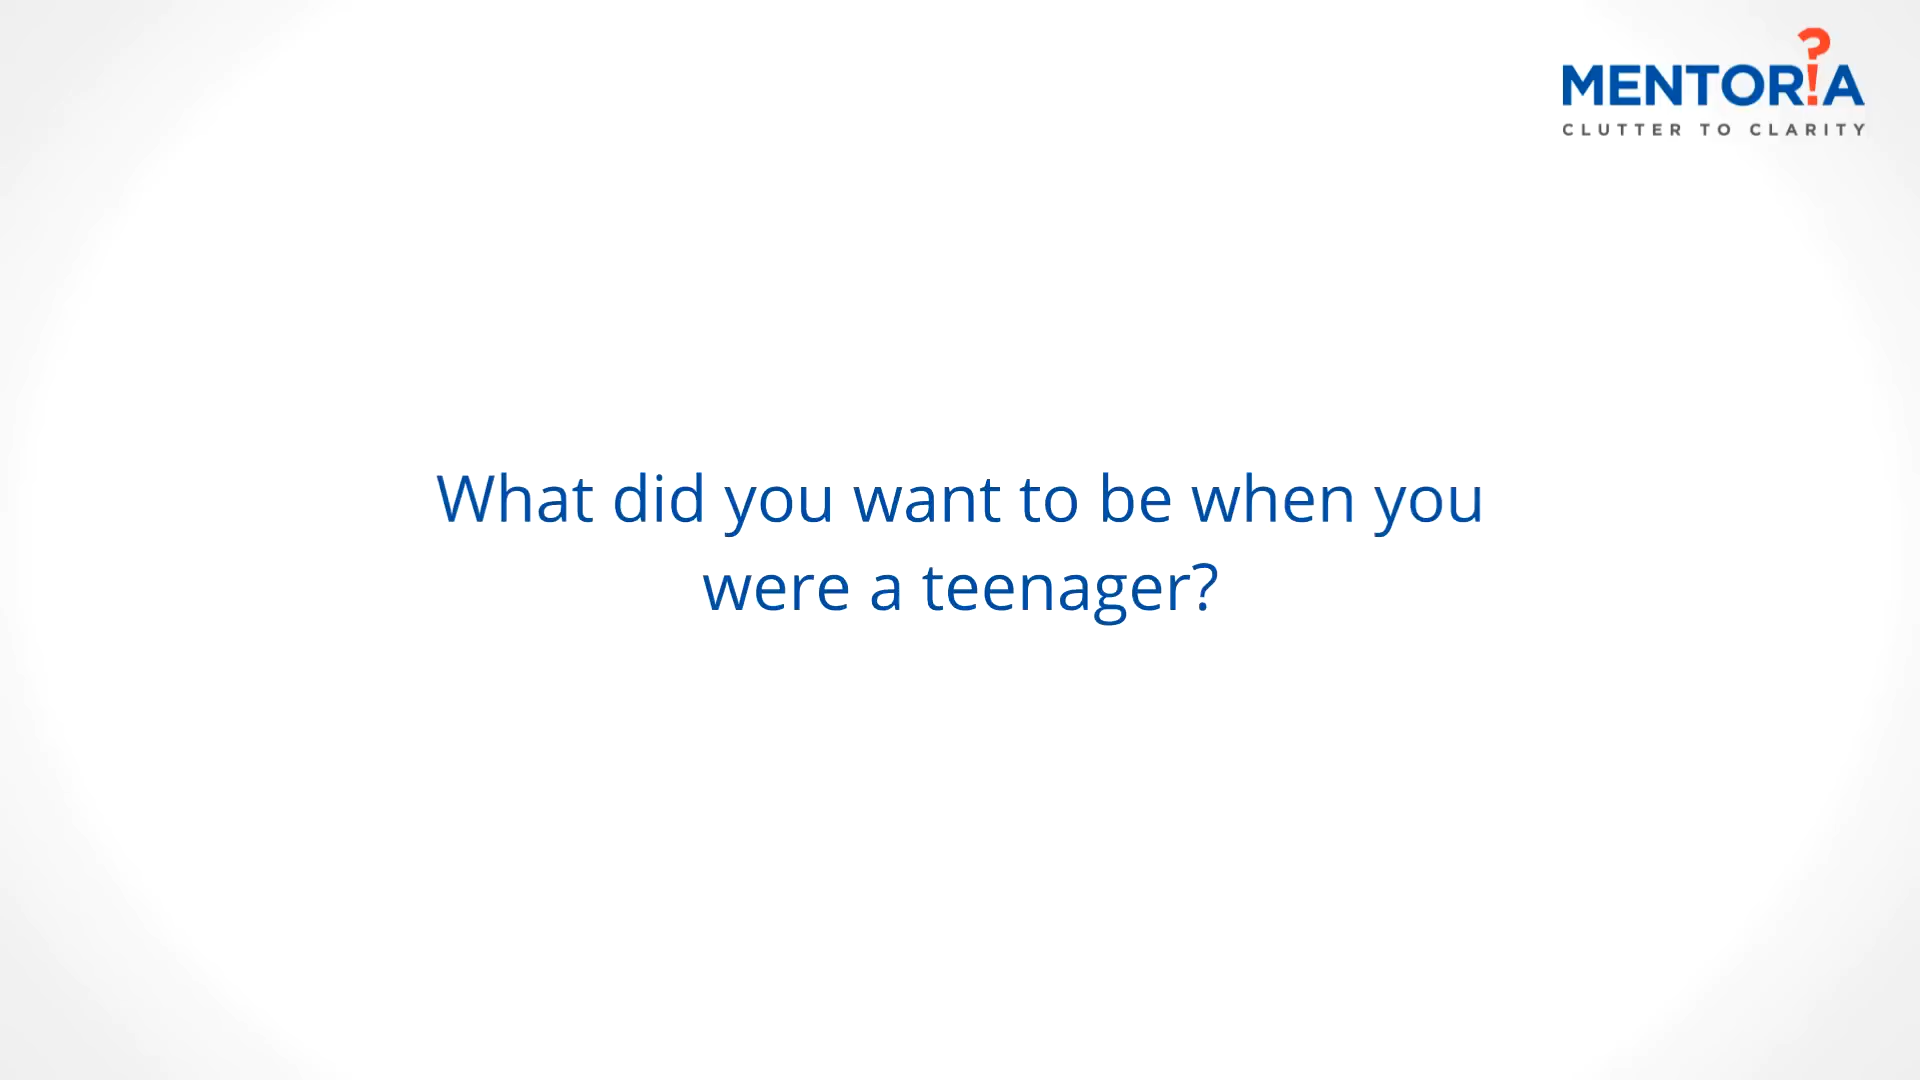 MENTOR?!A
CLUTTER TO CLARITY
What did you want to be when you
were a teenager?